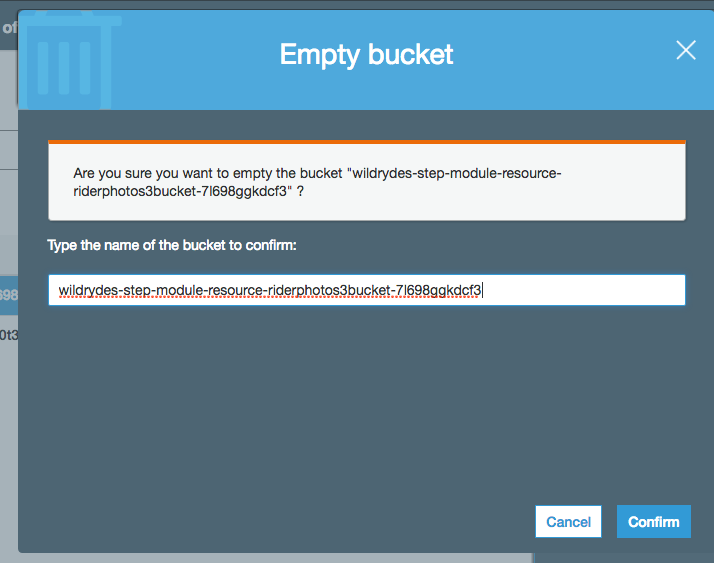 of
Empty bucket
Are you sure you want to empty the bucket "wildrydes-step-module-resource-
riderphotos3bucket-7l698ggkdcf3" ?
Type the name of the bucket to confirm:
wildrydes-step-module-resource-riderphotos3bucket-7l698ggkdcf3
698
0t3
Cancel
Confirm